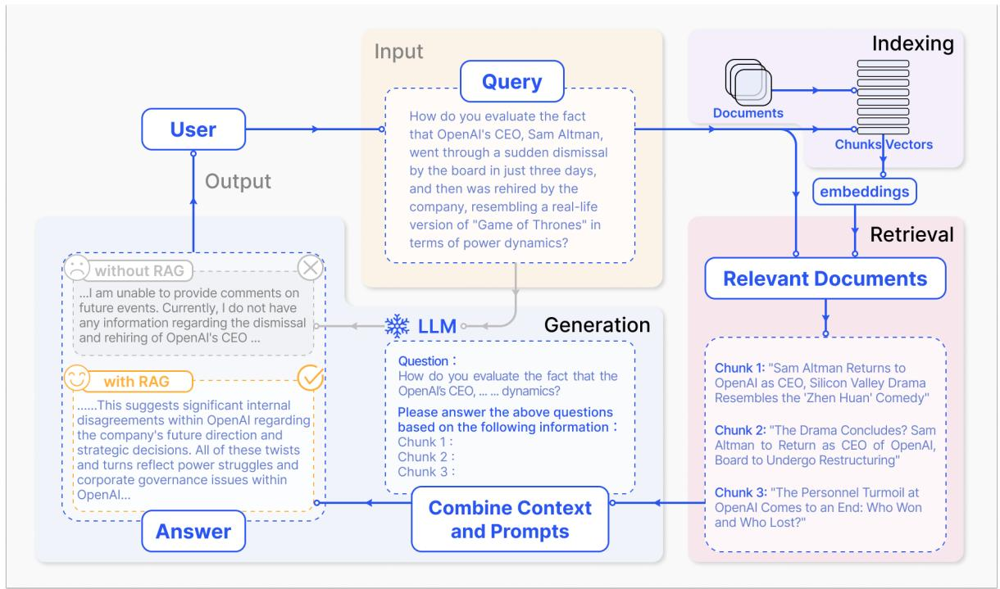 Input
Query
How do you evaluate the fact
that OpenAI's CEO, Sam Altman,
went through a sudden dismissal
by the board in just three days,
and then was rehired by the
company, resembling a real-life
version of "Game of Thrones" in
terms of power dynamics?
Indexing
Documents
Chunks Vectors
embeddings
User
Output
Retrieval
Relevant Documents
Chunk 1: "Sam Altman Returns to
OpenAI as CEO, Silicon Valley Drama
Resembles the 'Zhen Huan' Comedy"
Chunk 2: "The Drama Concludes? Sam
Altman to Return as CEO of OpenAI,
Board to Undergo Restructuring"
Chunk 3: "The Personnel Turmoil at
OpenAI Comes to an End: Who Won
and Who Lost?"
LLM
Generation
Question :
How do you evaluate the fact that the
OpenAI's CEO, ... ... dynamics?
Please answer the above questions
based on the following information :
Chunk 1 :
Chunk 2 :
Chunk 3 :
Combine Context
and Prompts
without RAG
...I am unable to provide comments on
future events. Currently, I do not have
any information regarding the dismissal
and rehiring of OpenAI's CEO ...
with RAG
......This suggests significant internal
disagreements within OpenAI regarding
the company's future direction and
strategic decisions. All of these twists
and turns reflect power struggles and
corporate governance issues within
OpenAI...
Answer